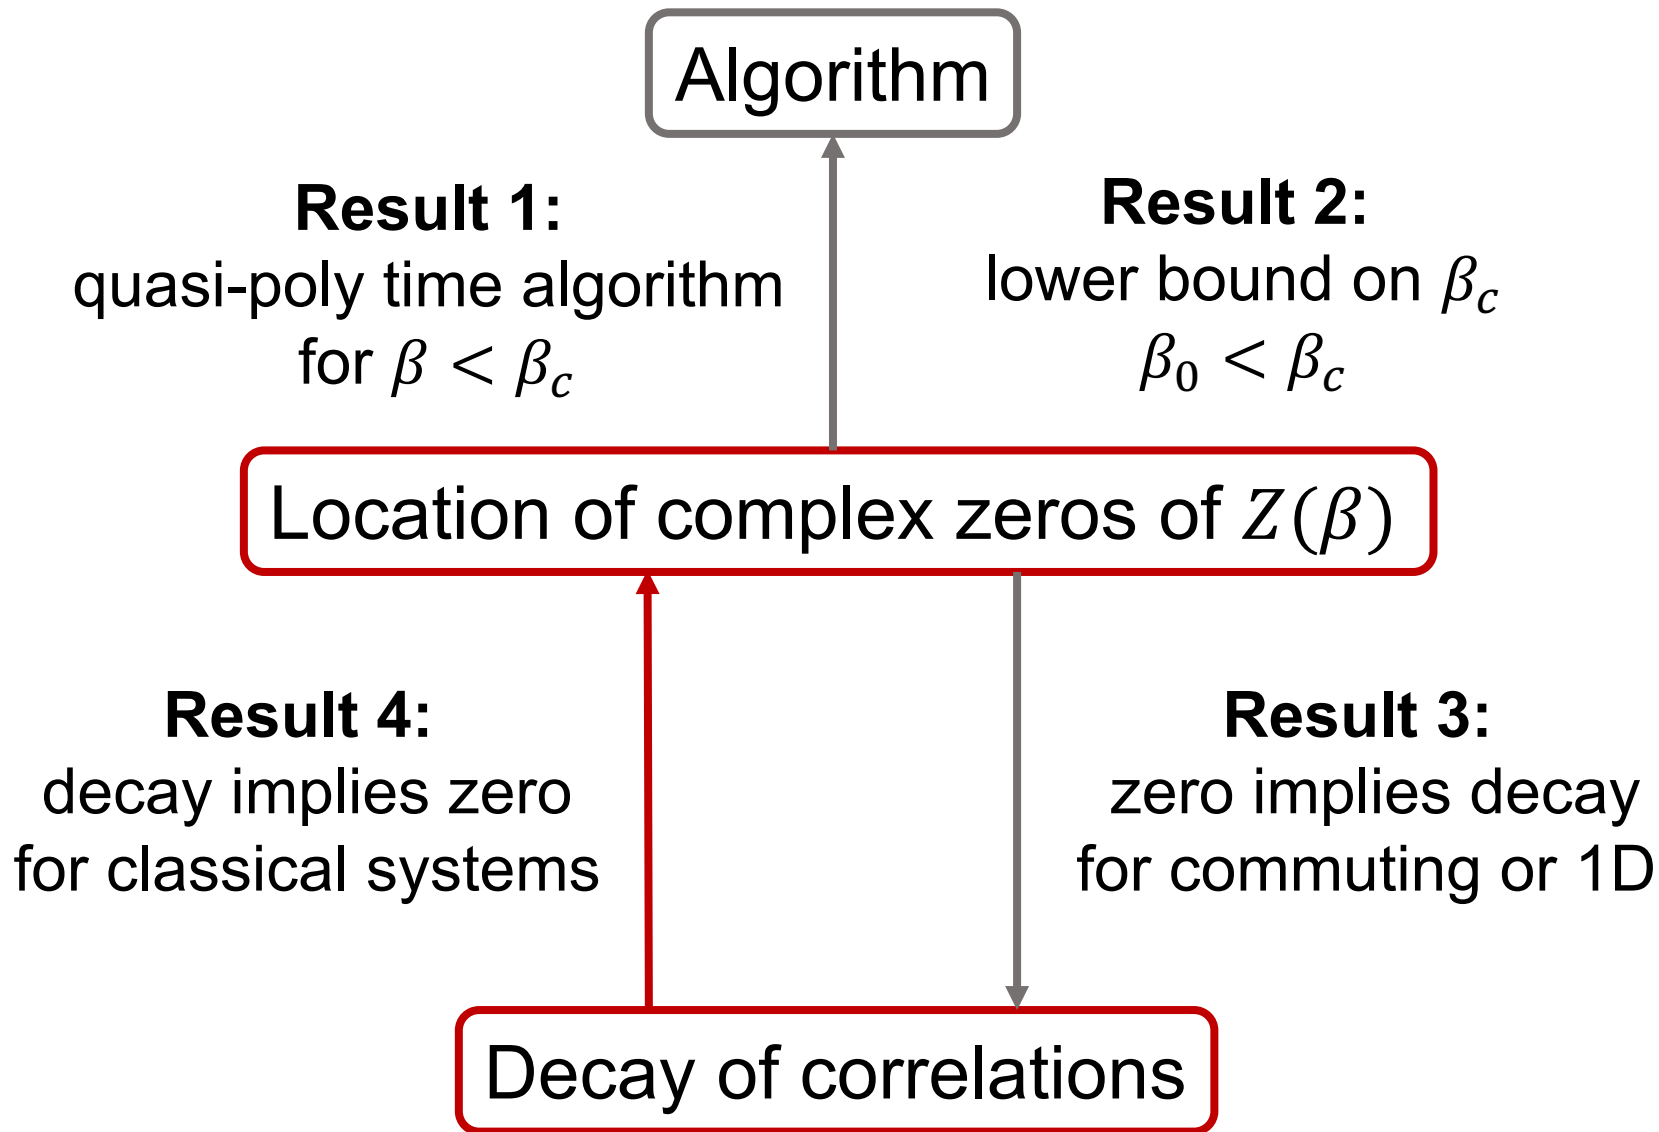 Algorithm
Result 1:
quasi-poly time algorithm
for β < β_c
Result 2:
lower bound on β_c
β_0 < β_c
Location of complex zeros of Z(β)
Result 4:
decay implies zero
for classical systems
Result 3:
zero implies decay
for commuting or 1D
Decay of correlations